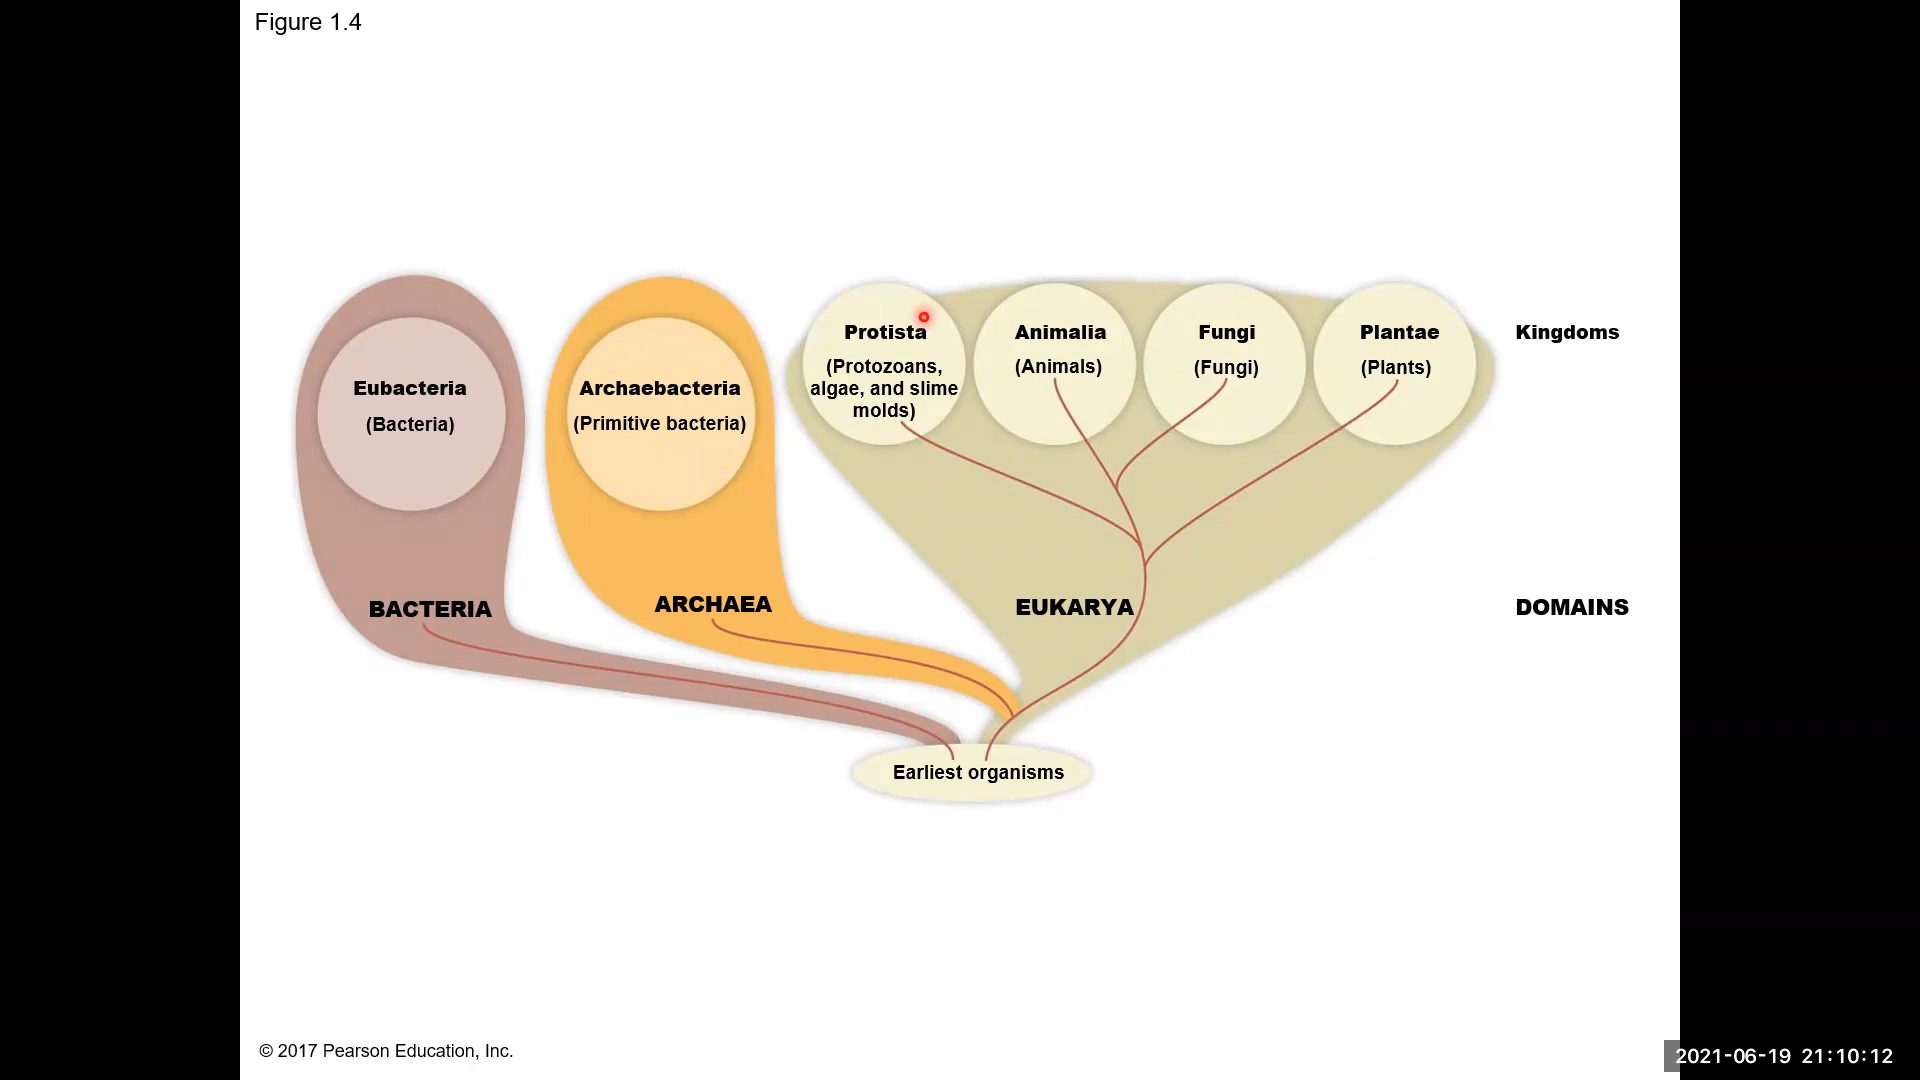 Figure 1.4
Eubacteria
(Bacteria)
Archaebacteria
(Primitive bacteria)
Protista
(Protozoans,
algae, and slime
molds)
Animalia
(Animals)
Fungi
(Fungi)
Plantae
(Plants)
Kingdoms
BACTERIA
ARCHAEA
EUKARYA
DOMAINS
Earliest organisms
© 2017 Pearson Education, Inc.
2021-06-19 21:10:12